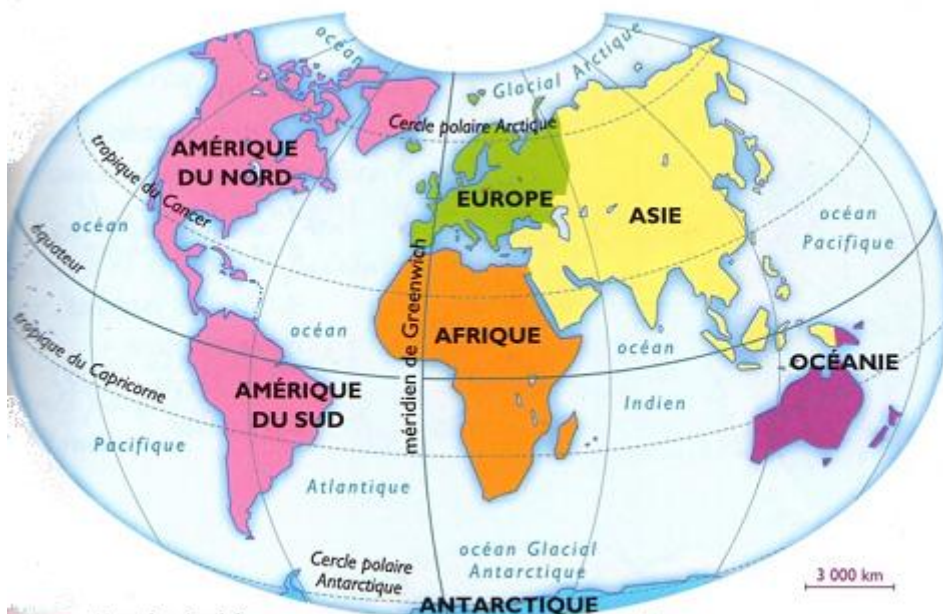 océan
Glacial Arctique
Cercle polaire Arctique
AMÉRIQUE
DU NORD
EUROPE
ASIE
tropique du Cancer
océan
océan
Pacifique
équateur
méridien de Greenwich
océan
AFRIQUE
océan
tropique du Capricorne
OCÉANIE
AMÉRIQUE
DU SUD
Indien
Pacifique
Atlantique
Cercle polaire
Antarctique
océan Glacial
Antarctique
3 000 km
ANTARCTIQUE